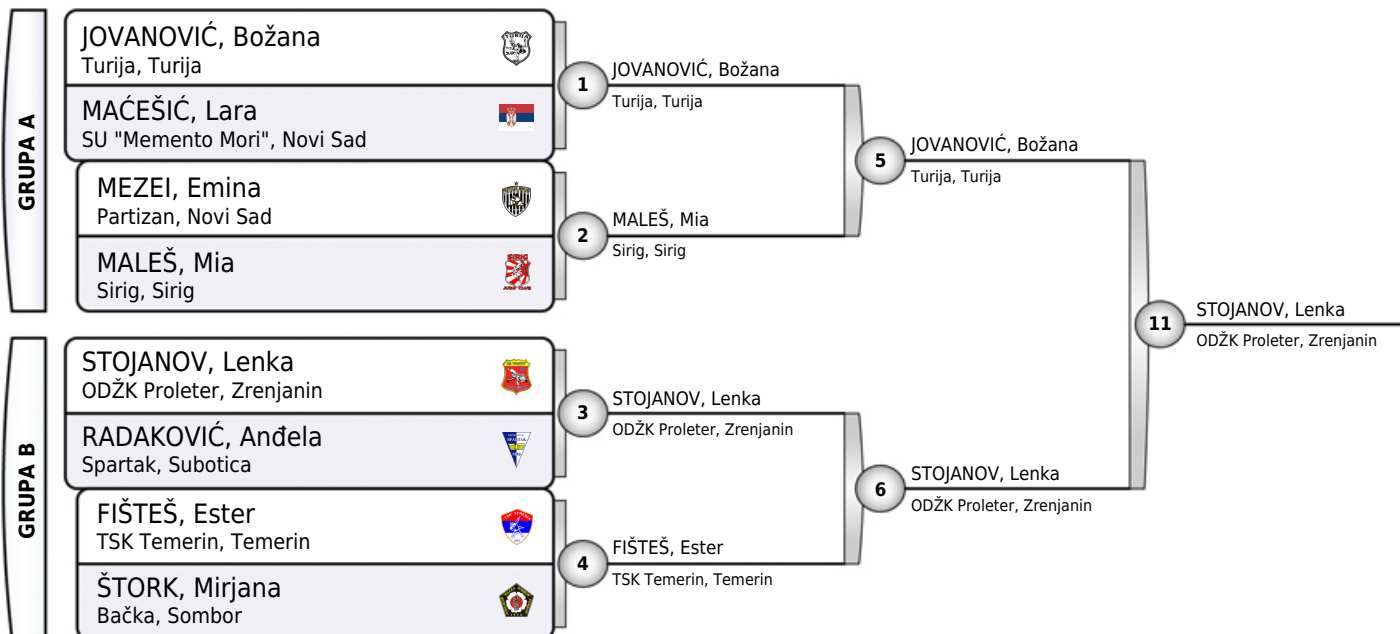 GRUPA A
JOVANOVIĆ, Božana
Turija, Turija
MAĆEŠIĆ, Lara
SU "Memento Mori", Novi Sad
MEZEI, Emina
Partizan, Novi Sad
MALEŠ, Mia
Sirig, Sirig
1
JOVANOVIĆ, Božana
Turija, Turija
2
MALEŠ, Mia
Sirig, Sirig
5
JOVANOVIĆ, Božana
Turija, Turija
GRUPA B
STOJANOV, Lenka
ODŽK Proleter, Zrenjanin
RADAKOVIĆ, Anđela
Spartak, Subotica
FIŠTEŠ, Ester
TSK Temerin, Temerin
ŠTORK, Mirjana
Bačka, Sombor
3
STOJANOV, Lenka
ODŽK Proleter, Zrenjanin
4
FIŠTEŠ, Ester
TSK Temerin, Temerin
6
STOJANOV, Lenka
ODŽK Proleter, Zrenjanin
11
STOJANOV, Lenka
ODŽK Proleter, Zrenjanin